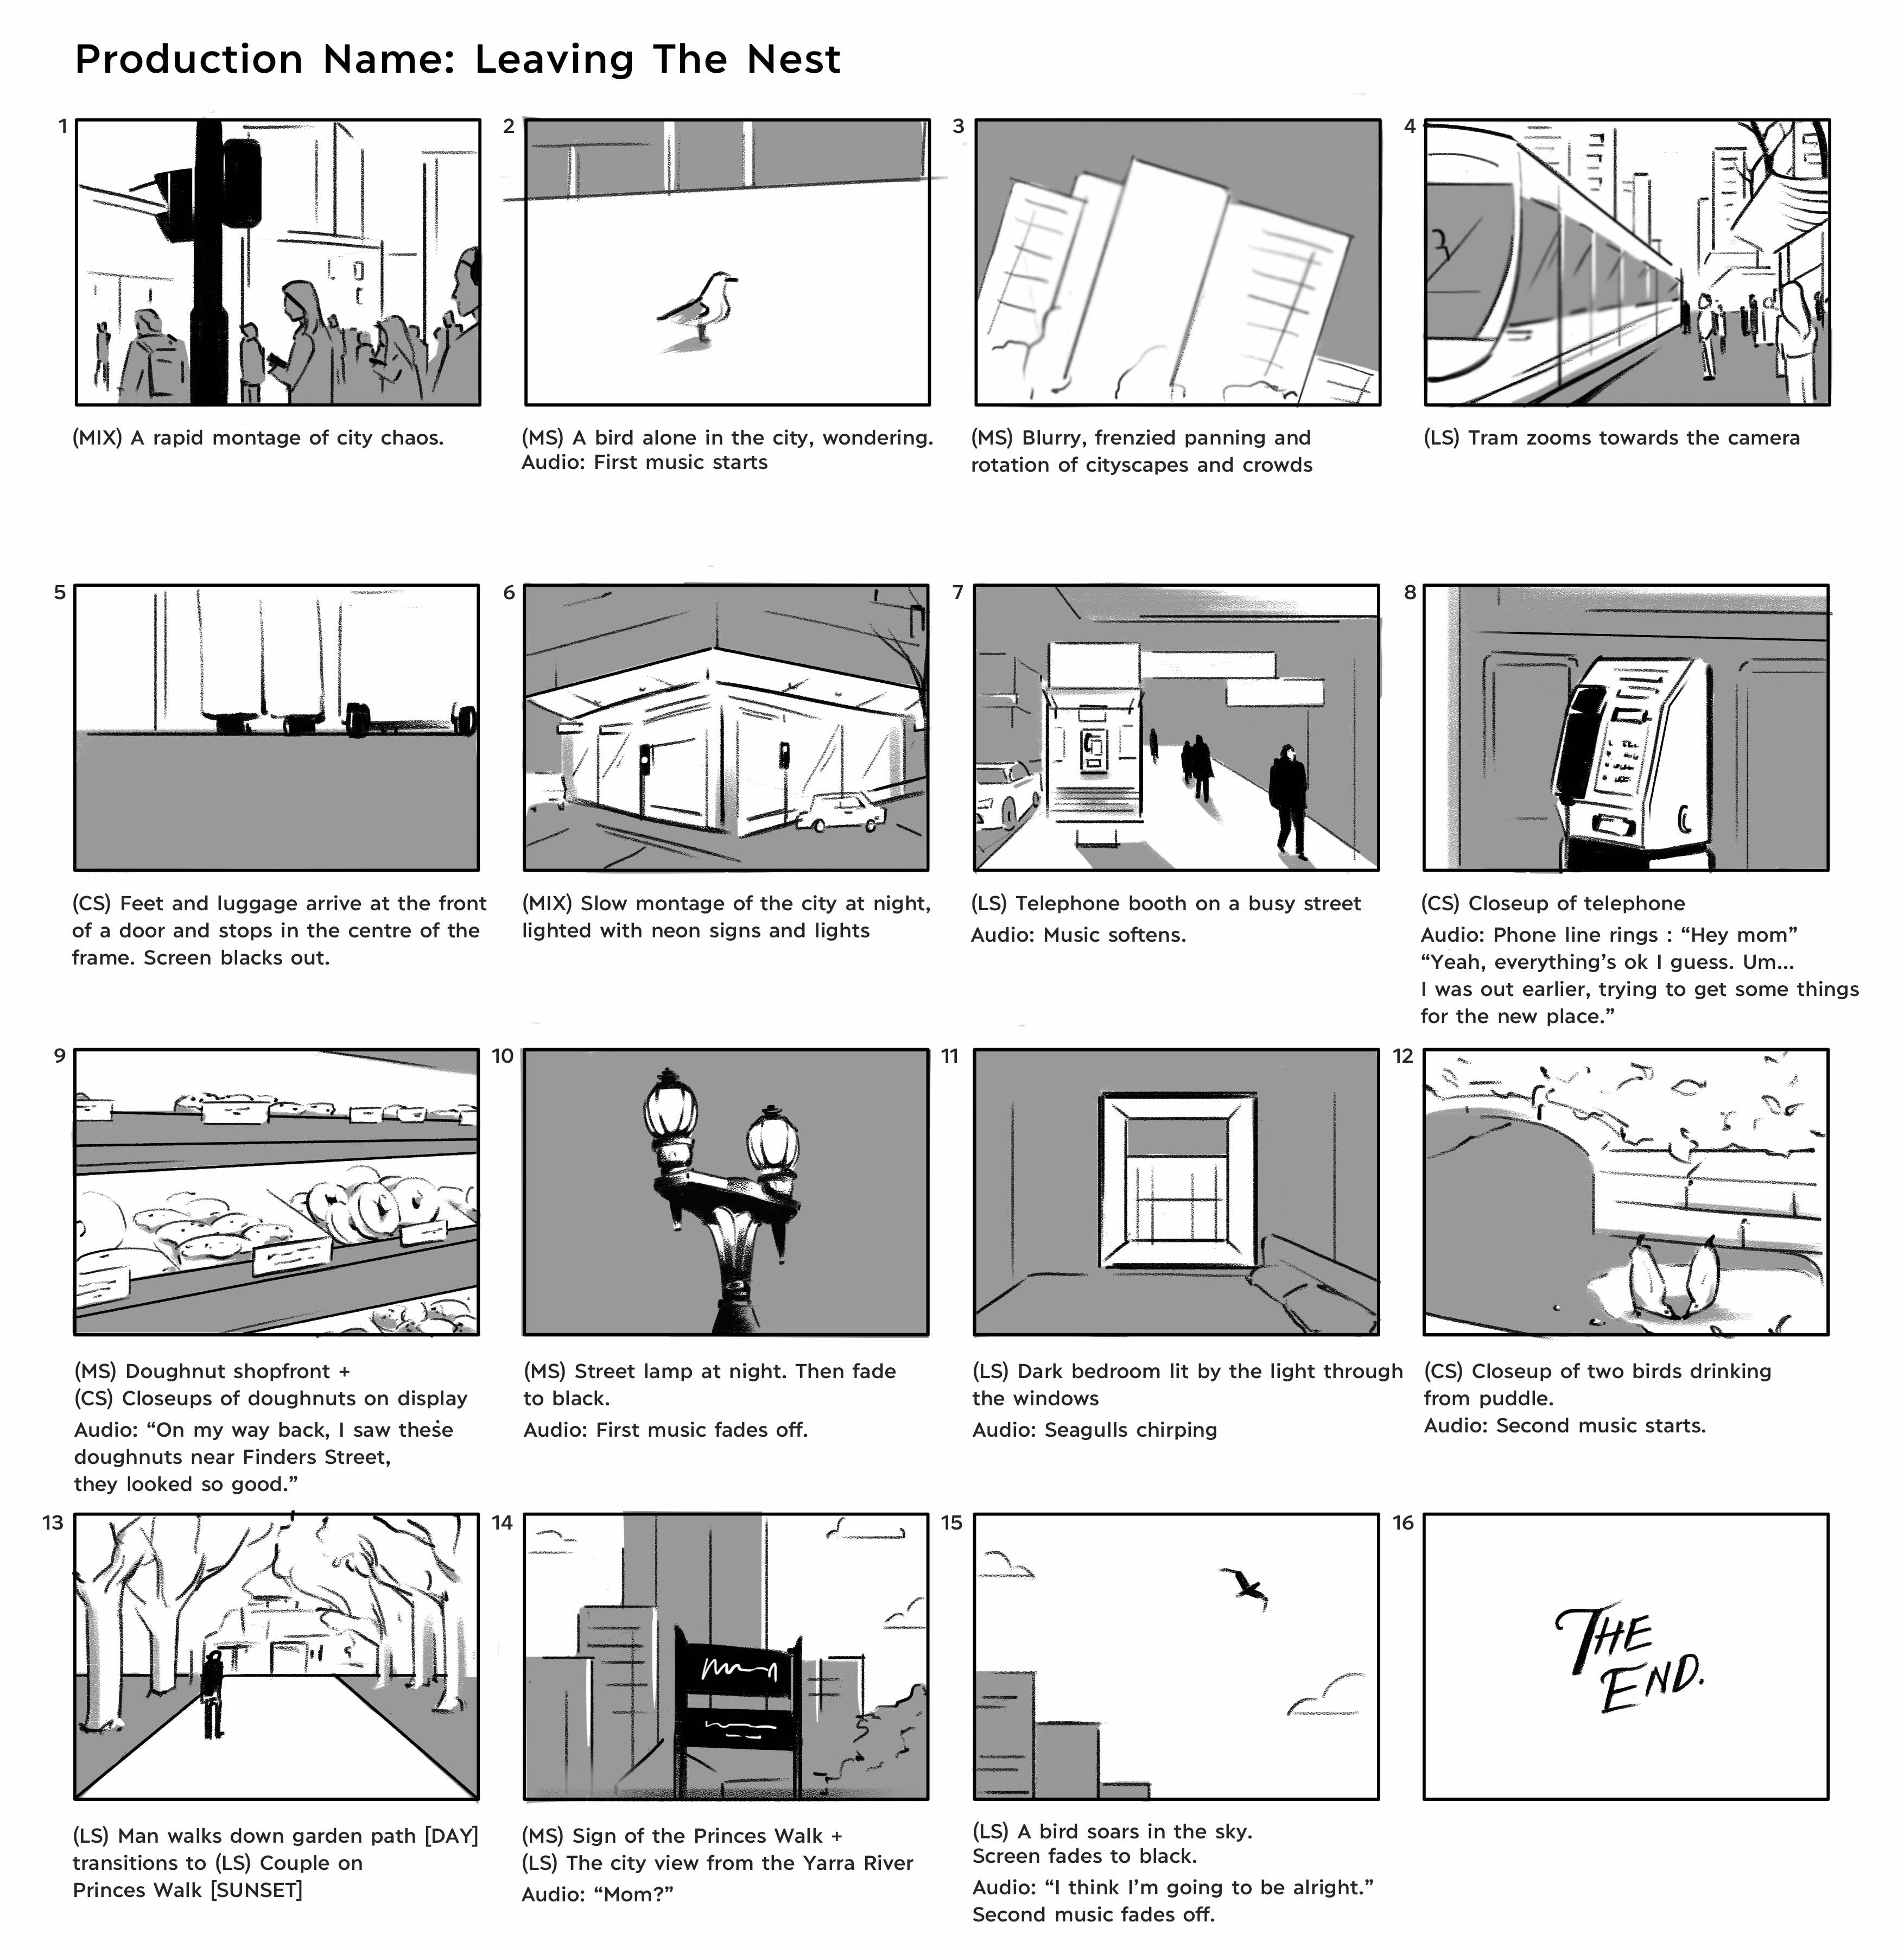 Production Name: Leaving The Nest
1
(MIX) A rapid montage of city chaos.
2
(MS) A bird alone in the city, wondering.
Audio: First music starts
3
(MS) Blurry, frenzied panning and
rotation of cityscapes and crowds
4
(LS) Tram zooms towards the camera
5
(CS) Feet and luggage arrive at the front
of a door and stops in the centre of the
frame. Screen blacks out.
6
(MIX) Slow montage of the city at night,
lighted with neon signs and lights
7
(LS) Telephone booth on a busy street
Audio: Music softens.
8
(CS) Closeup of telephone
Audio: Phone line rings : “Hey mom”
“Yeah, everything’s ok I guess. Um...
I was out earlier, trying to get some things
for the new place.”
9
(MS) Doughnut shopfront +
(CS) Closeups of doughnuts on display
Audio: “On my way back, I saw these
doughnuts near Finders Street,
they looked so good.”
10
(MS) Street lamp at night. Then fade
to black.
Audio: First music fades off.
11
(LS) Dark bedroom lit by the light through
the windows
Audio: Seagulls chirping
12
(CS) Closeup of two birds drinking
from puddle.
Audio: Second music starts.
13
(LS) Man walks down garden path [DAY]
transitions to (LS) Couple on
Princes Walk [SUNSET]
14
(MS) Sign of the Princes Walk +
(LS) The city view from the Yarra River
Audio: “Mom?”
15
(LS) A bird soars in the sky.
Screen fades to black.
Audio: “I think I’m going to be alright.”
Second music fades off.
16
THE
END.